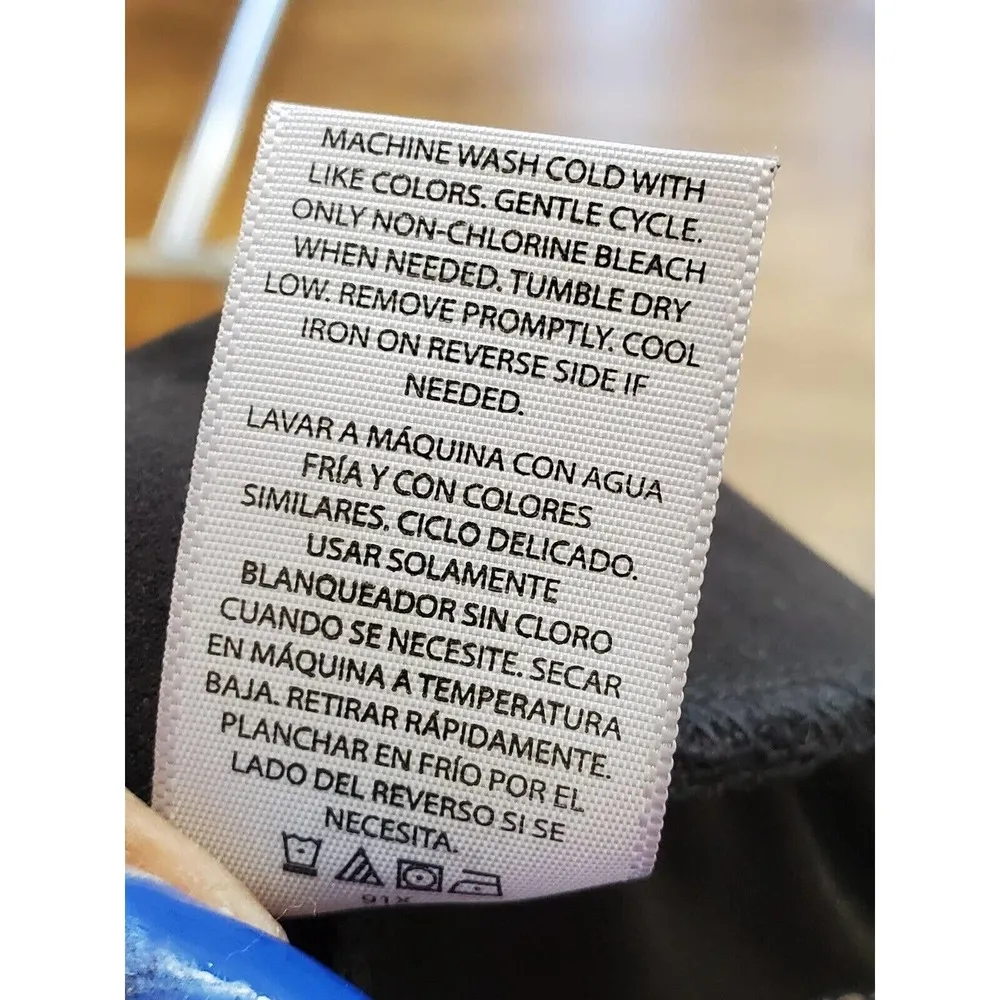 MACHINE WASH COLD WITH
LIKE COLORS. GENTLE CYCLE.
ONLY NON-CHLORINE BLEACH
WHEN NEEDED. TUMBLE DRY
LOW. REMOVE PROMPTLY. COOL
IRON ON REVERSE SIDE IF
NEEDED.
LAVAR A MÁQUINA CON AGUA
FRÍA Y CON COLORES
SIMILARES. CICLO DELICADO.
USAR SOLAMENTE
BLANQUEADOR SIN CLORO
CUANDO SE NECESITE. SECAR
EN MÁQUINA A TEMPERATURA
BAJA. RETIRAR RÁPIDAMENTE.
PLANCHAR EN FRÍO POR EL
LADO DEL REVERSO SI SE
NECESITA.